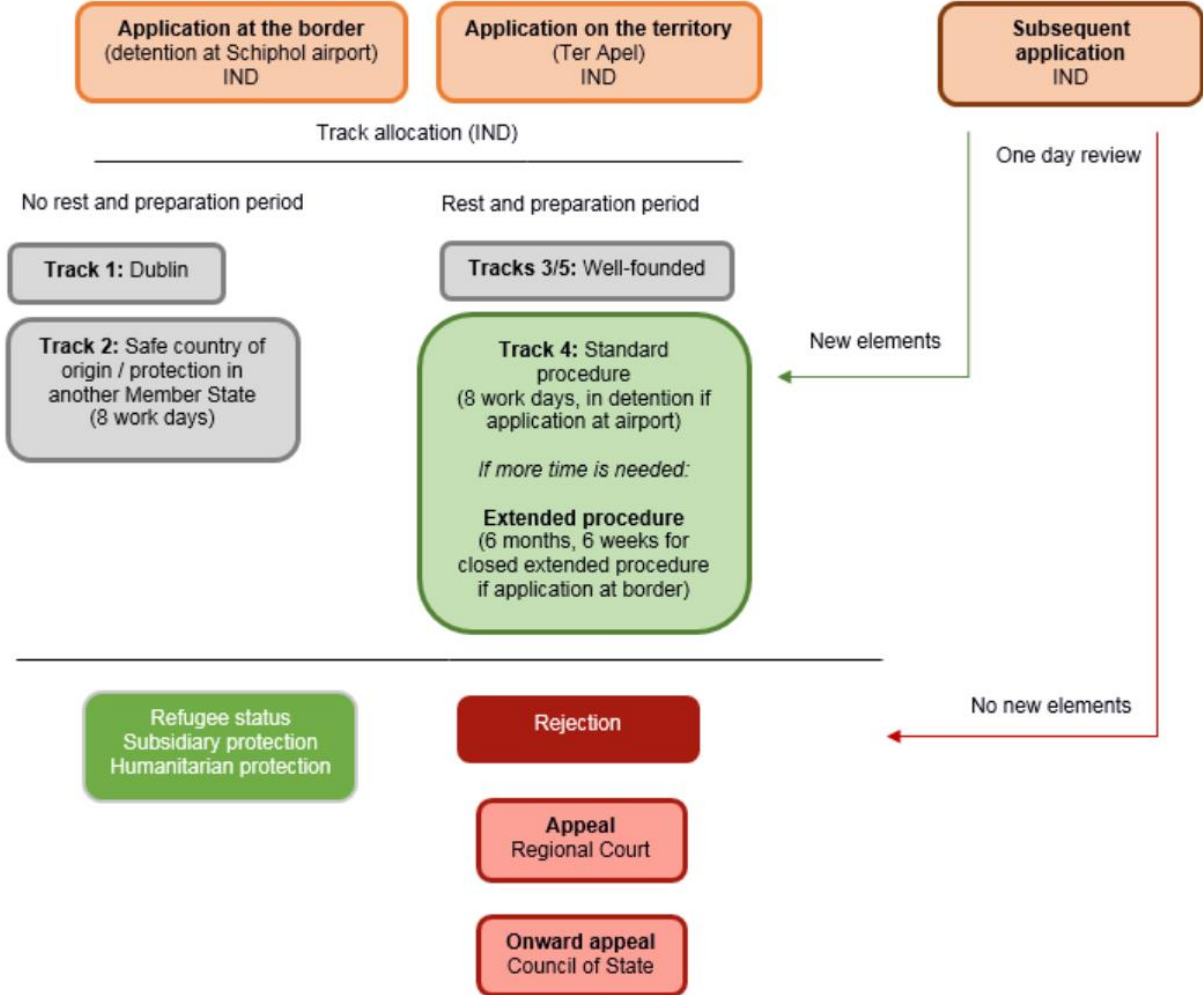 Application at the border
(detention at Schiphol airport)
IND
Application on the territory
(Ter Apel)
IND
Subsequent
application
IND
Track allocation (IND)
One day review
No rest and preparation period
Rest and preparation period
Track 1: Dublin
Tracks 3/5: Well-founded
Track 2: Safe country of
origin / protection in
another Member State
(8 work days)
Track 4: Standard
procedure
(8 work days, in detention if
application at airport)
If more time is needed:
Extended procedure
(6 months, 6 weeks for
closed extended procedure
if application at border)
New elements
No new elements
Refugee status
Subsidiary protection
Humanitarian protection
Rejection
Appeal
Regional Court
Onward appeal
Council of State